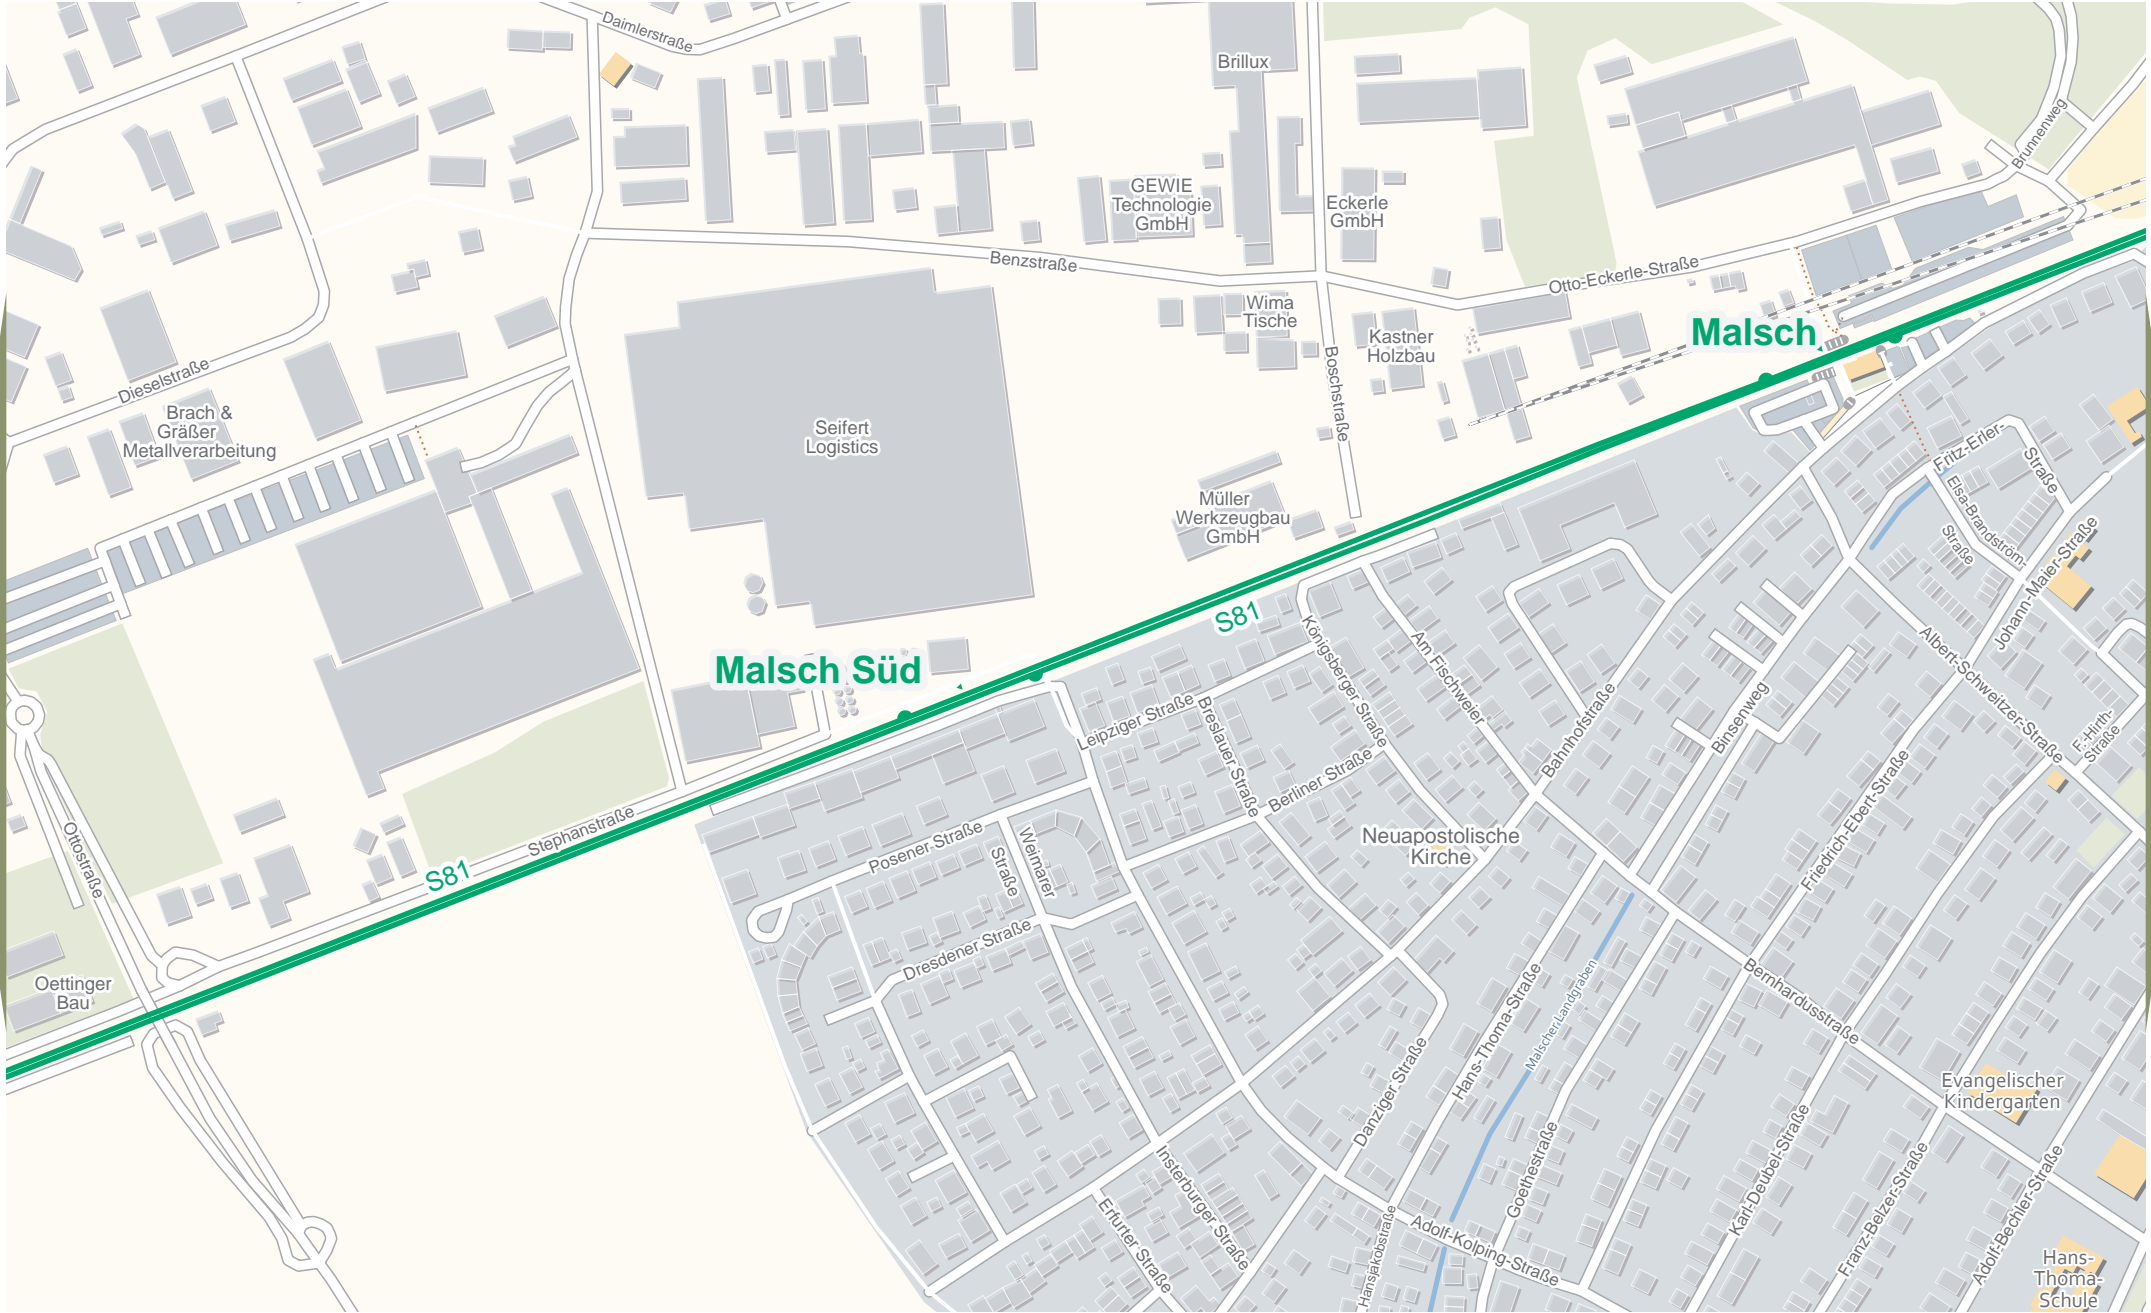 Daimlerstraße
Brillux
Brunnenweg
GEWIE
Technologie
GmbH
Eckerle
GmbH
Benzstraße
Otto-Eckerle-Straße
Wima
Tische
Kastner
Holzbau
Malsch
Boschstraße
Dieselstraße
Brach &
Gräßer
Metallverarbeitung
Seifert
Logistics
Fritz-Erler-
Straße
Elsa-Brandström-
Straße
Müller
Werkzeugbau
GmbH
Johann-Maier-Straße
S81
Malsch Süd
Königsberger Straße
Am Fischweier
Albert-Schweitzer-Straße
Leipziger Straße
Breslauer Straße
Bahnhofstraße
Binsenweg
F.-Hirth-
Straße
Berliner Straße
Friedrich-Ebert-Straße
Ottostraße
Stephanstraße
S81
Posener Straße
Weimarer
Straße
Neuapostolische
Kirche
Dresdener Straße
Oettinger
Bau
Hans-Thoma-Straße
Malscher Landgraben
Bernhardusstraße
Danziger Straße
Evangelischer
Kindergarten
Goethestraße
Karl-Deubel-Straße
Franz-Belzer-Straße
Adolf-Bechler-Straße
Insterburger Straße
Erfurter Straße
Hansjakobstraße
Adolf-Kolping-Straße
Hans-
Thoma-
Schule